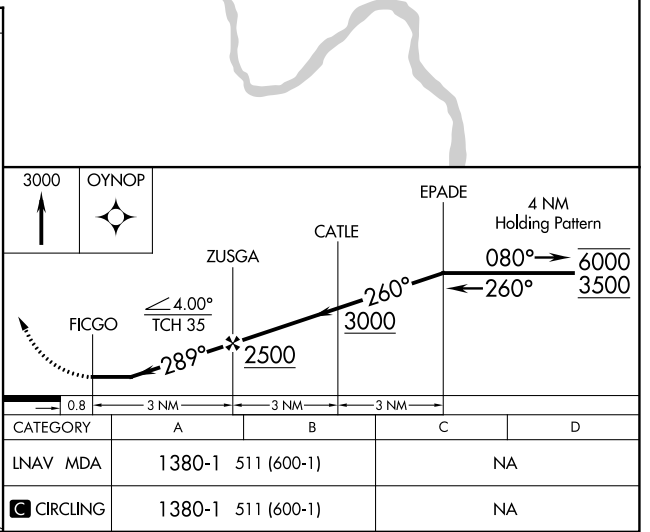 3000 OYNOP
EPADE
4 NM
Holding Pattern
CATLE
ZUSGA
080° 6000
260° 3500
260°
4.00°
TCH 35
FICGO
3000
289° 2500
0.8 3 NM 3 NM 3 NM
CATEGORY A B C D
LNAV MDA 1380-1 511 (600-1) NA
C CIRCLING 1380-1 511 (600-1) NA